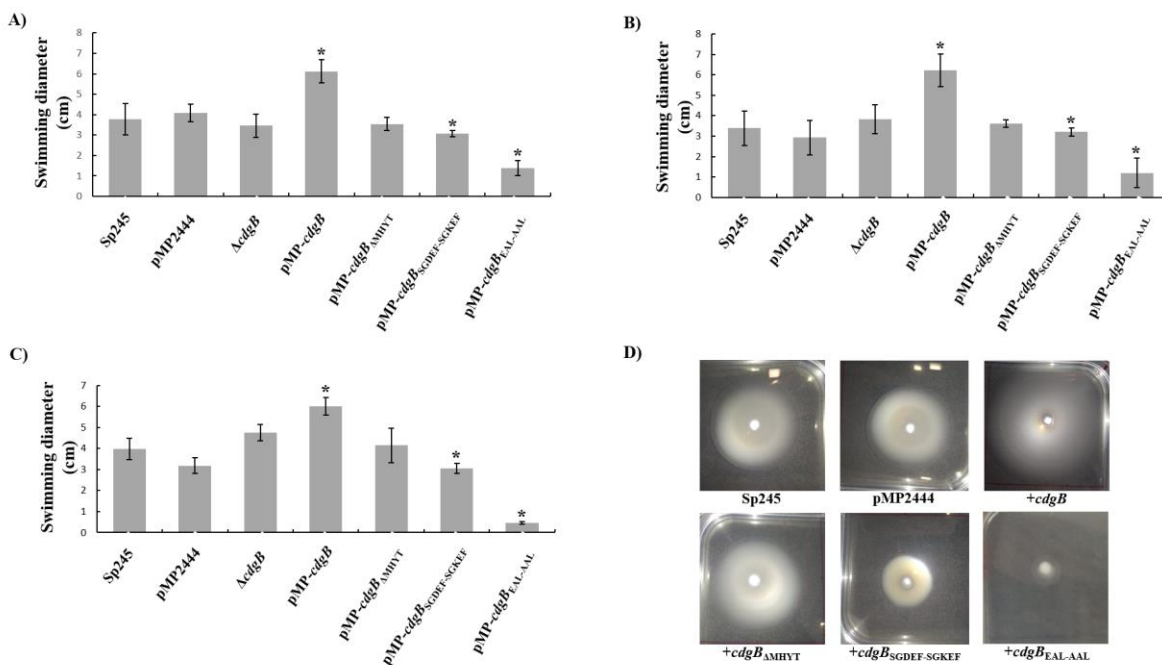 A)
Swimming diameter
(cm)
8
7
6
5
4
3
2
1
0
*
*
*
Sp245
pMP2444
ΔcdgB
pMP-cdgB
pMP-cdgBΔMHYT
pMP-cdgBSGDEF-SGKEF
pMP-cdgBEAL-AAL
B)
Swimming diameter
(cm)
8
7
6
5
4
3
2
1
0
*
*
*
Sp245
pMP2444
ΔcdgB
pMP-cdgB
pMP-cdgBΔMHYT
pMP-cdgBSGDEF-SGKEF
pMP-cdgBEAL-AAL
C)
Swimming diameter
(cm)
7
6
5
4
3
2
1
0
*
*
*
Sp245
pMP2444
ΔcdgB
pMP-cdgB
pMP-cdgBΔMHYT
pMP-cdgBSGDEF-SGKEF
pMP-cdgBEAL-AAL
D)
Sp245
pMP2444
+cdgB
+cdgBΔMHYT
+cdgBSGDEF-SGKEF
+cdgBEAL-AAL